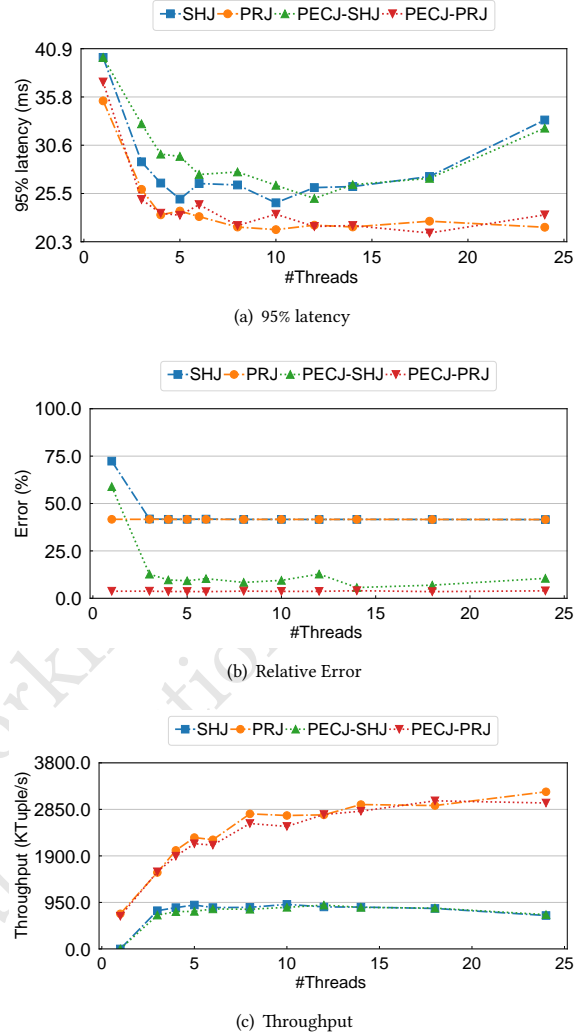 SHJ PRJ PECJ-SHJ PECJ-PRJ
40.9
35.8
30.6
25.5
20.3
95% latency (ms)
0 5 10 15 20 25
#Threads
(a) 95% latency
SHJ PRJ PECJ-SHJ PECJ-PRJ
100.0
75.0
50.0
25.0
0.0
Error (%)
0 5 10 15 20 25
#Threads
(b) Relative Error
SHJ PRJ PECJ-SHJ PECJ-PRJ
3800.0
2850.0
1900.0
950.0
0.0
Throughput (KTuple/s)
0 5 10 15 20 25
#Threads
(c) Throughput